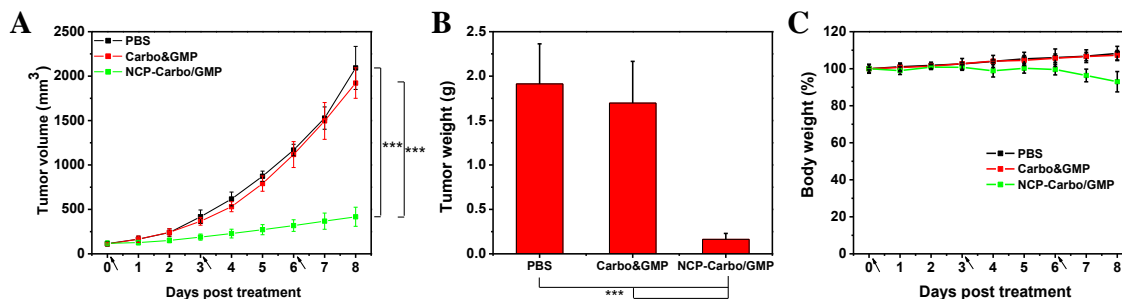 A
Tumor volume (mm3)
2500
2000
1500
1000
500
0
PBS
Carbo&GMP
NCP-Carbo/GMP
***
***
0 1 2 3 4 5 6 7 8
Days post treatment
B
Tumor weight (g)
2.5
2.0
1.5
1.0
0.5
0.0
PBS Carbo&GMP NCP-Carbo/GMP
***
C
Body weight (%)
120
100
80
60
40
20
0
PBS
Carbo&GMP
NCP-Carbo/GMP
0 1 2 3 4 5 6 7 8
Days post treatment